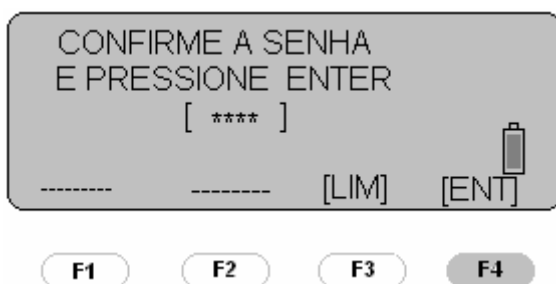 CONFIRME A SENHA
E PRESSIONE ENTER
[ **** ]
--------- -------- [LIM] [ENT]
F1 F2 F3 F4